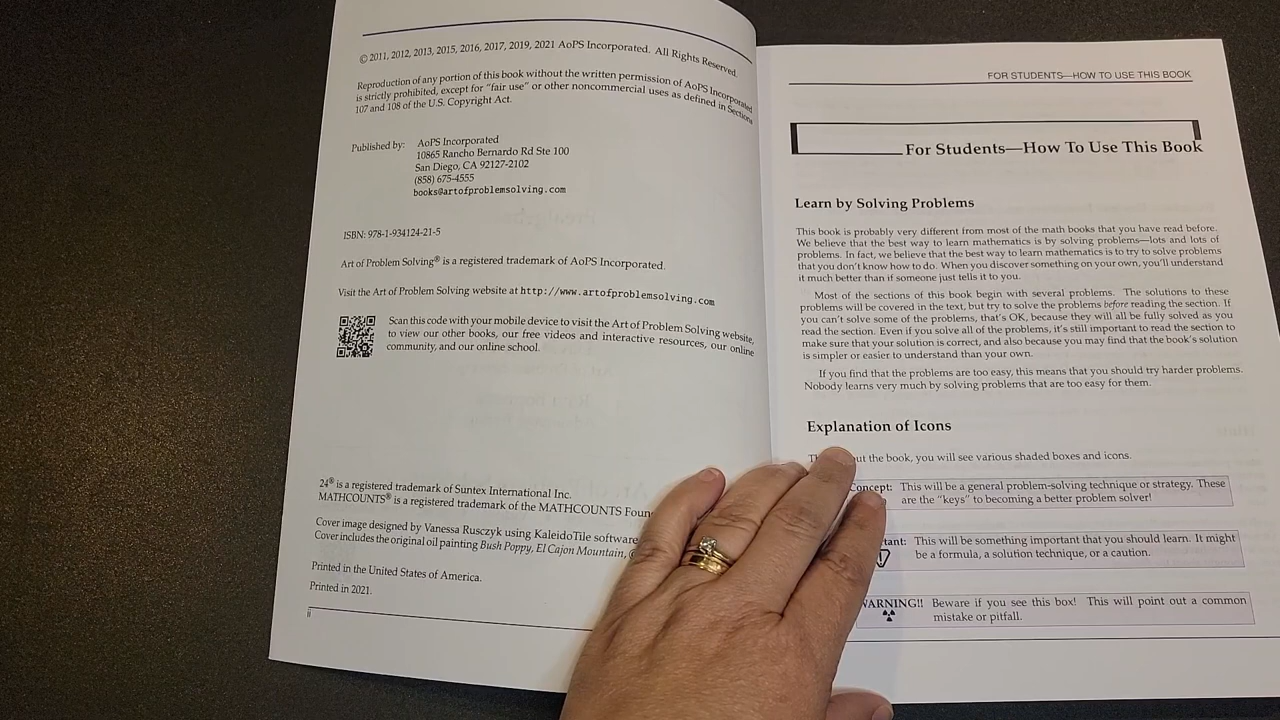 © 2011, 2012, 2013, 2015, 2016, 2017, 2019, 2021 AoPS Incorporated. All Rights Reserved.
Reproduction of any portion of this book without the written permission of AoPS Incorporated
is strictly prohibited, except for "fair use" or other noncommercial uses as defined in Sections
107 and 108 of the U.S. Copyright Act.
Published by: AoPS Incorporated
10865 Rancho Bernardo Rd Ste 100
San Diego, CA 92127-2102
(858) 675-4555
books@artofproblemsolving.com
ISBN: 978-1-934124-21-5
Art of Problem Solving® is a registered trademark of AoPS Incorporated.
Visit the Art of Problem Solving website at http://www.artofproblemsolving.com
Scan this code with your mobile device to visit the Art of Problem Solving website,
to view our other books, our free videos and interactive resources, our online
community, and our online school.
24® is a registered trademark of Suntex International Inc.
MATHCOUNTS® is a registered trademark of the MATHCOUNTS
Cover image designed by Vanessa Rusczyk using KaleidoTile software
Cover includes the original oil painting Bush Poppy, El Cajon Mountain,
Printed in the United States of America.
Printed in 2021.
ii
FOR STUDENTS—HOW TO USE THIS BOOK
For Students—How To Use This Book
Learn by Solving Problems
This book is probably very different from most of the math books that you have read before.
We believe that the best way to learn mathematics is by solving problems—lots and lots of
problems. In fact, we believe that the best way to learn mathematics is to try to solve problems
that you don't know how to do. When you discover something on your own, you'll understand
it much better than if someone just tells it to you.
Most of the sections of this book begin with several problems. The solutions to these
problems will be covered in the text, but try to solve the problems before reading the section. If
you can't solve some of the problems, that's OK, because they will all be fully solved as you
read the section. Even if you solve all of the problems, it's still important to read the section to
make sure that your solution is correct, and also because you may find that the book's solution
is simpler or easier to understand than your own.
If you find that the problems are too easy, this means that you should try harder problems.
Nobody learns very much by solving problems that are too easy for them.
Explanation of Icons
out the book, you will see various shaded boxes and icons.
Concept: This will be a general problem-solving technique or strategy. These
are the "keys" to becoming a better problem solver!
tant: This will be something important that you should learn. It might
be a formula, a solution technique, or a caution.
WARNING!! Beware if you see this box! This will point out a common
mistake or pitfall.